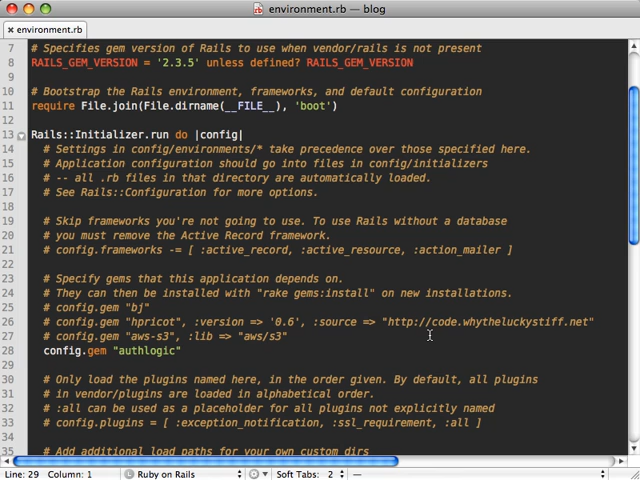 environment.rb — blog
environment.rb
7 # Specifies gem version of Rails to use when vendor/rails is not present
8 RAILS_GEM_VERSION = '2.3.5' unless defined? RAILS_GEM_VERSION
9
10 # Bootstrap the Rails environment, frameworks, and default configuration
11 require File.join(File.dirname(__FILE__), 'boot')
12
13 Rails::Initializer.run do |config|
14 # Settings in config/environments/* take precedence over those specified here.
15 # Application configuration should go into files in config/initializers
16 # -- all .rb files in that directory are automatically loaded.
17 # See Rails::Configuration for more options.
18
19 # Skip frameworks you're not going to use. To use Rails without a database
20 # you must remove the Active Record framework.
21 # config.frameworks -= [ :active_record, :active_resource, :action_mailer ]
22
23 # Specify gems that this application depends on.
24 # They can then be installed with "rake gems:install" on new installations.
25 # config.gem "bj"
26 # config.gem "hpricot", :version => '0.6', :source => "http://code.whytheluckystiff.net"
27 # config.gem "aws-s3", :lib => "aws/s3"
28 config.gem "authlogic"
29
30 # Only load the plugins named here, in the order given. By default, all plugins
31 # in vendor/plugins are loaded in alphabetical order.
32 # :all can be used as a placeholder for all plugins not explicitly named
33 # config.plugins = [ :exception_notification, :ssl_requirement, :all ]
34
35 # Add additional load paths for your own custom dirs
Line: 29 Column: 1 Ruby on Rails Soft Tabs: 2 —